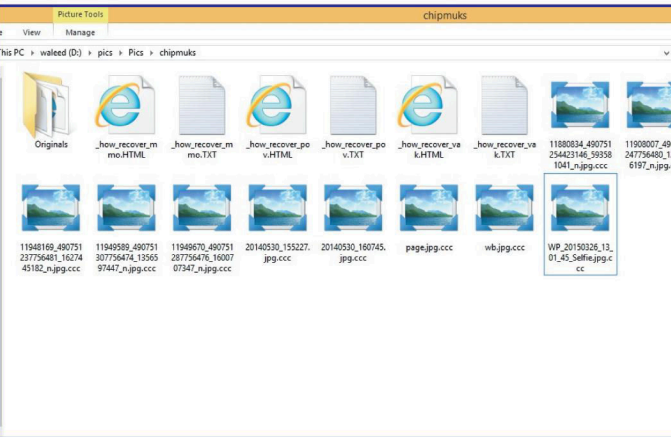 Picture Tools
chipmuks
View
Manage
This PC ▸ waleed (D:) ▸ pics ▸ Pics ▸ chipmuks
Originals
_how_recover_m
mo.HTML
_how_recover_m
mo.TXT
_how_recover_po
v.HTML
_how_recover_po
v.TXT
_how_recover_va
k.HTML
_how_recover_va
k.TXT
11880834_490751
254423146_59358
1041_n.jpg.ccc
11908007_49
247756480_1
6197_n.jpg.
11948169_490751
237756481_16274
45182_n.jpg.ccc
11949589_490751
307756474_13565
97447_n.jpg.ccc
11949670_490751
287756476_16007
07347_n.jpg.ccc
20140530_155227.
jpg.ccc
20140530_160745.
jpg.ccc
page.jpg.ccc
wb.jpg.ccc
WP_20150326_13_
01_45_Selfie.jpg.c
cc